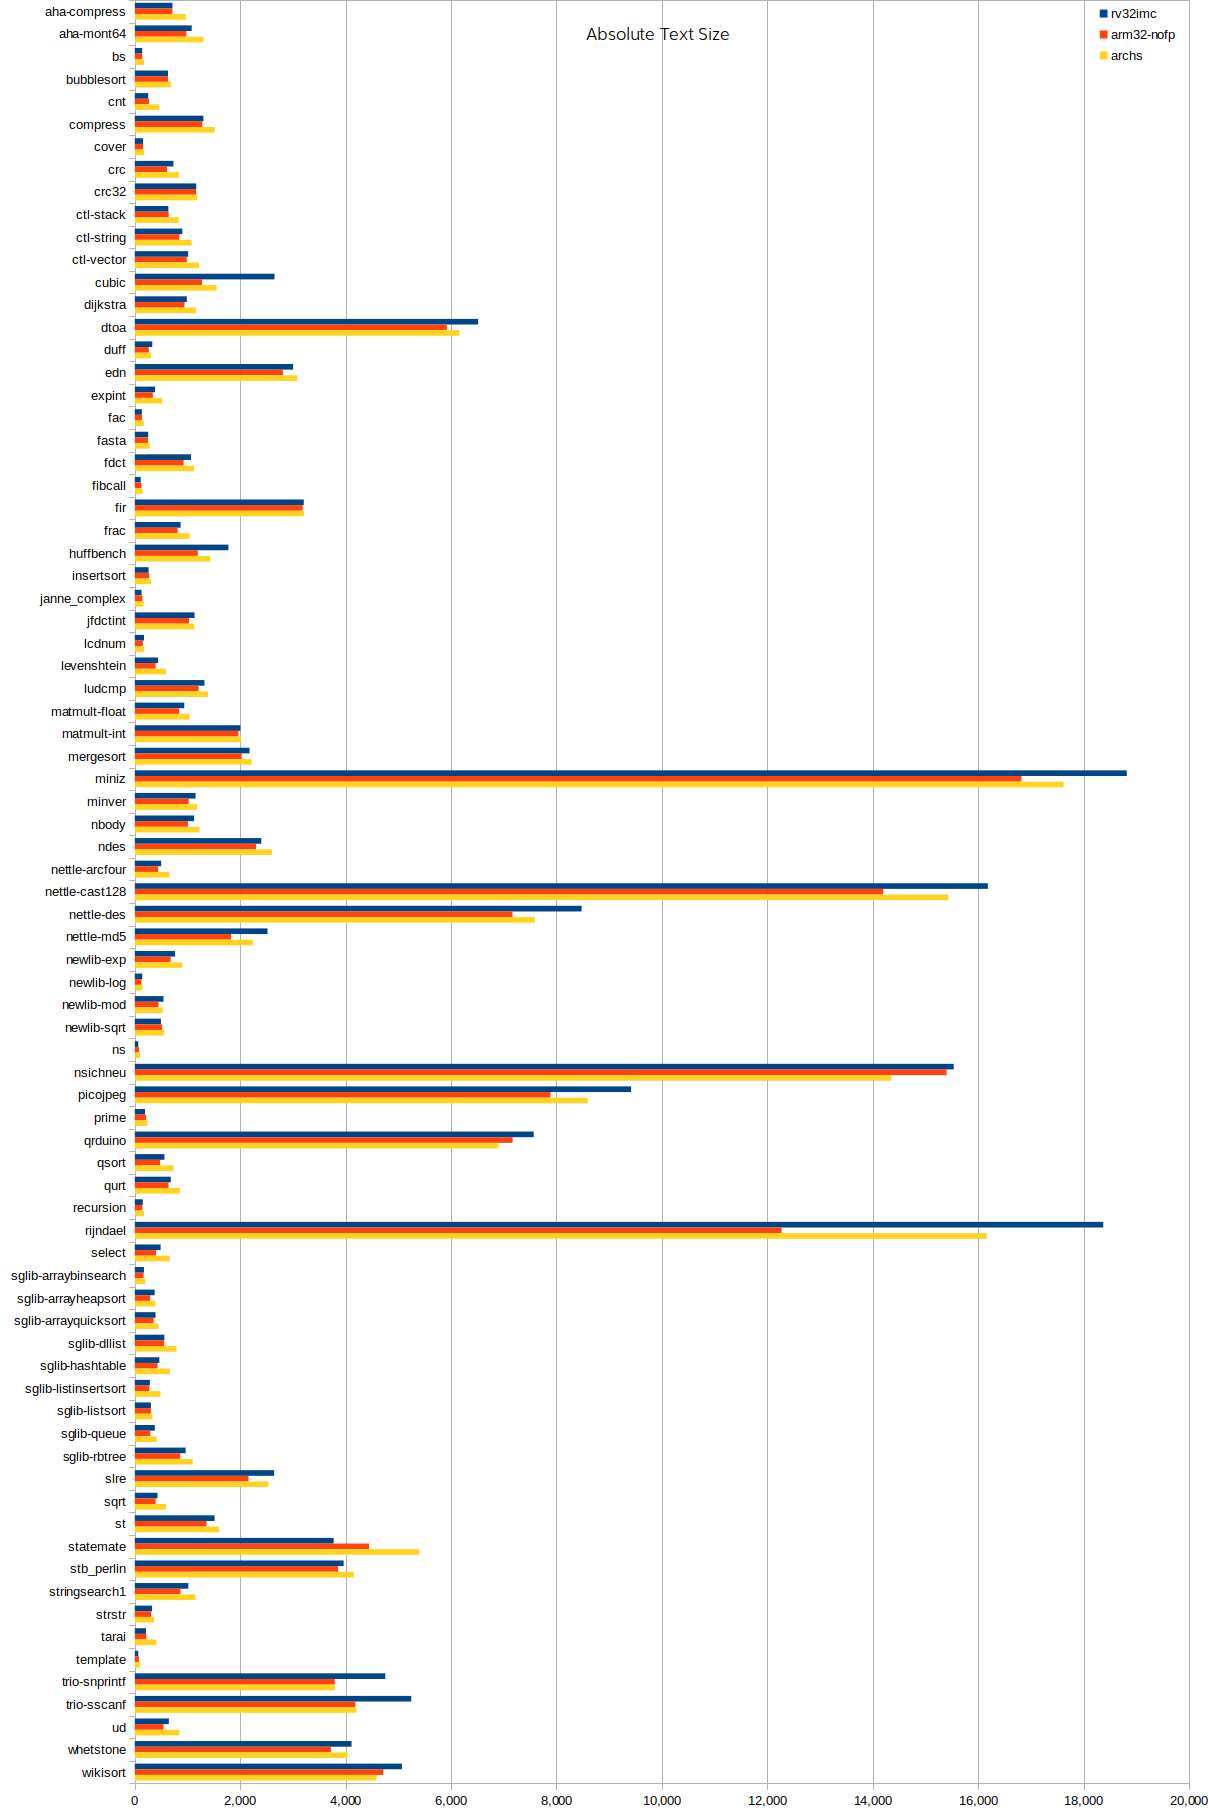 Absolute Text Size
rv32imc
arm32-nofp
archs
aha-compress
aha-mont64
bs
bubblesort
cnt
compress
cover
crc
crc32
ctl-stack
ctl-string
ctl-vector
cubic
dijkstra
dtoa
duff
edn
expint
fac
fasta
fdct
fibcall
fir
frac
huffbench
insertsort
janne_complex
jfdctint
lcdnum
levenshtein
ludcmp
matmult-float
matmult-int
mergesort
miniz
minver
nbody
ndes
nettle-arcfour
nettle-cast128
nettle-des
nettle-md5
newlib-exp
newlib-log
newlib-mod
newlib-sqrt
ns
nsichneu
picojpeg
prime
qrduino
qsort
qurt
recursion
rijndael
select
sglib-arraybinsearch
sglib-arrayheapsort
sglib-arrayquicksort
sglib-dllist
sglib-hashtable
sglib-listinsertsort
sglib-listsort
sglib-queue
sglib-rbtree
slre
sqrt
st
statemate
stb_perlin
stringsearch1
strstr
tarai
template
trio-snprintf
trio-sscanf
ud
whetstone
wikisort
0 2,000 4,000 6,000 8,000 10,000 12,000 14,000 16,000 18,000 20,000